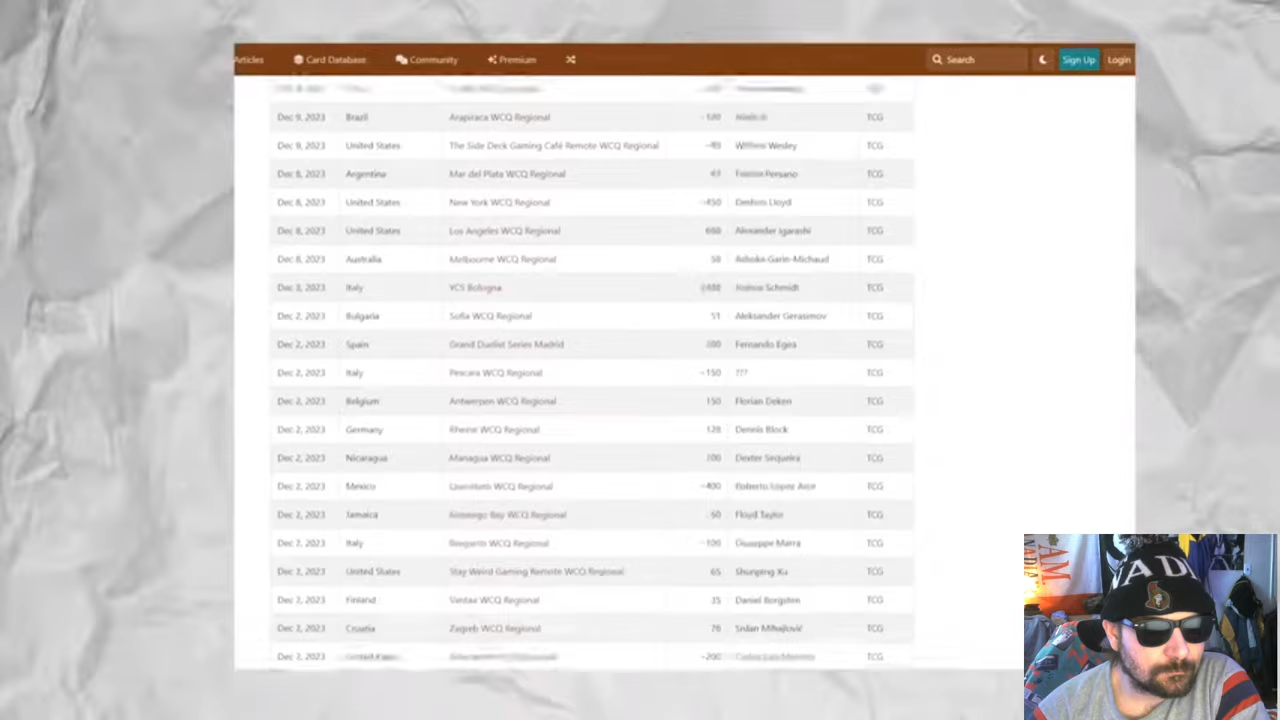 Articles Card Database Community Premium Search Sign Up Login
Dec 9, 2023 Brazil Arapiraca WCQ Regional TCG
Dec 9, 2023 United States The Side Deck Gaming Café Remote WCQ Regional Wesley TCG
Dec 8, 2023 Argentina Mar del Plata WCQ Regional Persano TCG
Dec 8, 2023 United States New York WCQ Regional ~450 Lloyd TCG
Dec 8, 2023 United States Los Angeles WCQ Regional Alexander Igarashi TCG
Dec 8, 2023 Australia Melbourne WCQ Regional 58 Garin-Michaud TCG
Dec 3, 2023 Italy YCS Bologna Schmidt TCG
Dec 2, 2023 Bulgaria Sofia WCQ Regional 51 Aleksander Gerasimov TCG
Dec 2, 2023 Spain Grand Duelist Series Madrid Fernando Egea TCG
Dec 2, 2023 Italy Pescara WCQ Regional ~150 ??? TCG
Dec 2, 2023 Belgium Antwerpen WCQ Regional 150 Florian Deken TCG
Dec 2, 2023 Germany Rheine WCQ Regional 128 Dennis Block TCG
Dec 2, 2023 Nicaragua Managua WCQ Regional Dexter Sequeira TCG
Dec 2, 2023 Mexico WCQ Regional ~400 Roberto Lopez TCG
Dec 2, 2023 Jamaica Montego Bay WCQ Regional Floyd Taylor TCG
Dec 2, 2023 Italy WCQ Regional ~100 Giuseppe Marra TCG
Dec 2, 2023 United States Stay Weird Gaming Remote WCQ Regional 65 Shunping Xu TCG
Dec 2, 2023 Finland Vantaa WCQ Regional 35 Daniel Borgsten TCG
Dec 2, 2023 Croatia Zagreb WCQ Regional 76 Srdan Mihajlović TCG
Dec 2, 2023 ~200 TCG